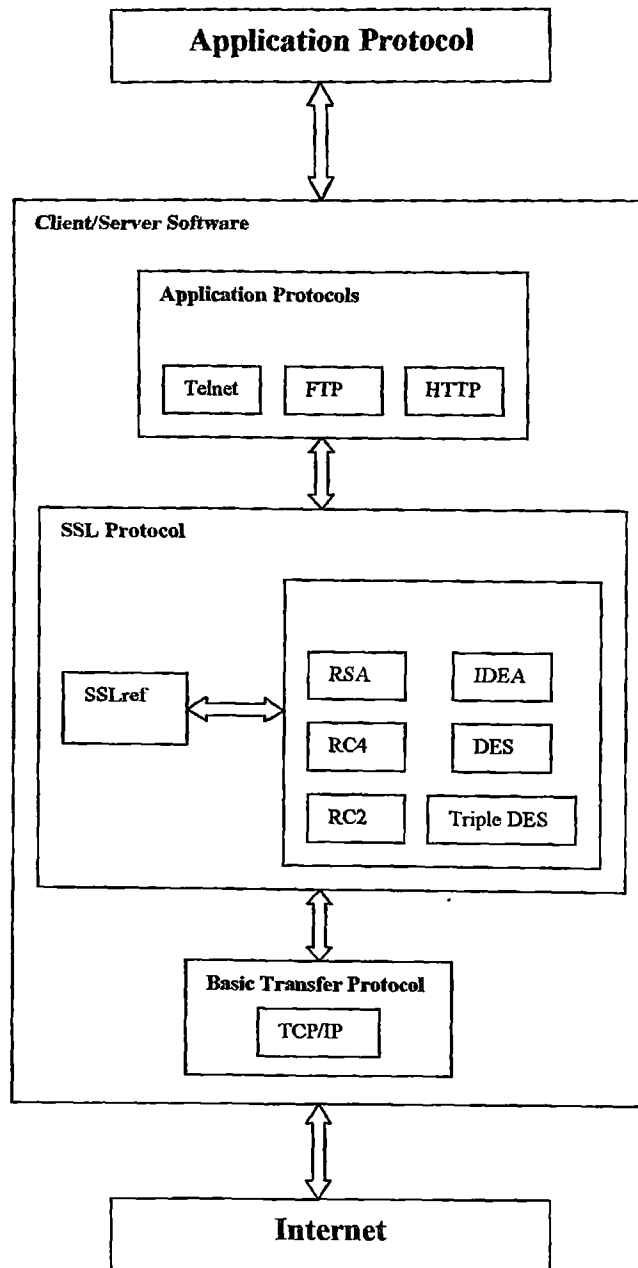 Application Protocol
Client/Server Software
Application Protocols
Telnet FTP HTTP
SSL Protocol
RSA IDEA
SSLref
RC4 DES
RC2 Triple DES
Basic Transfer Protocol
TCP/IP
Internet